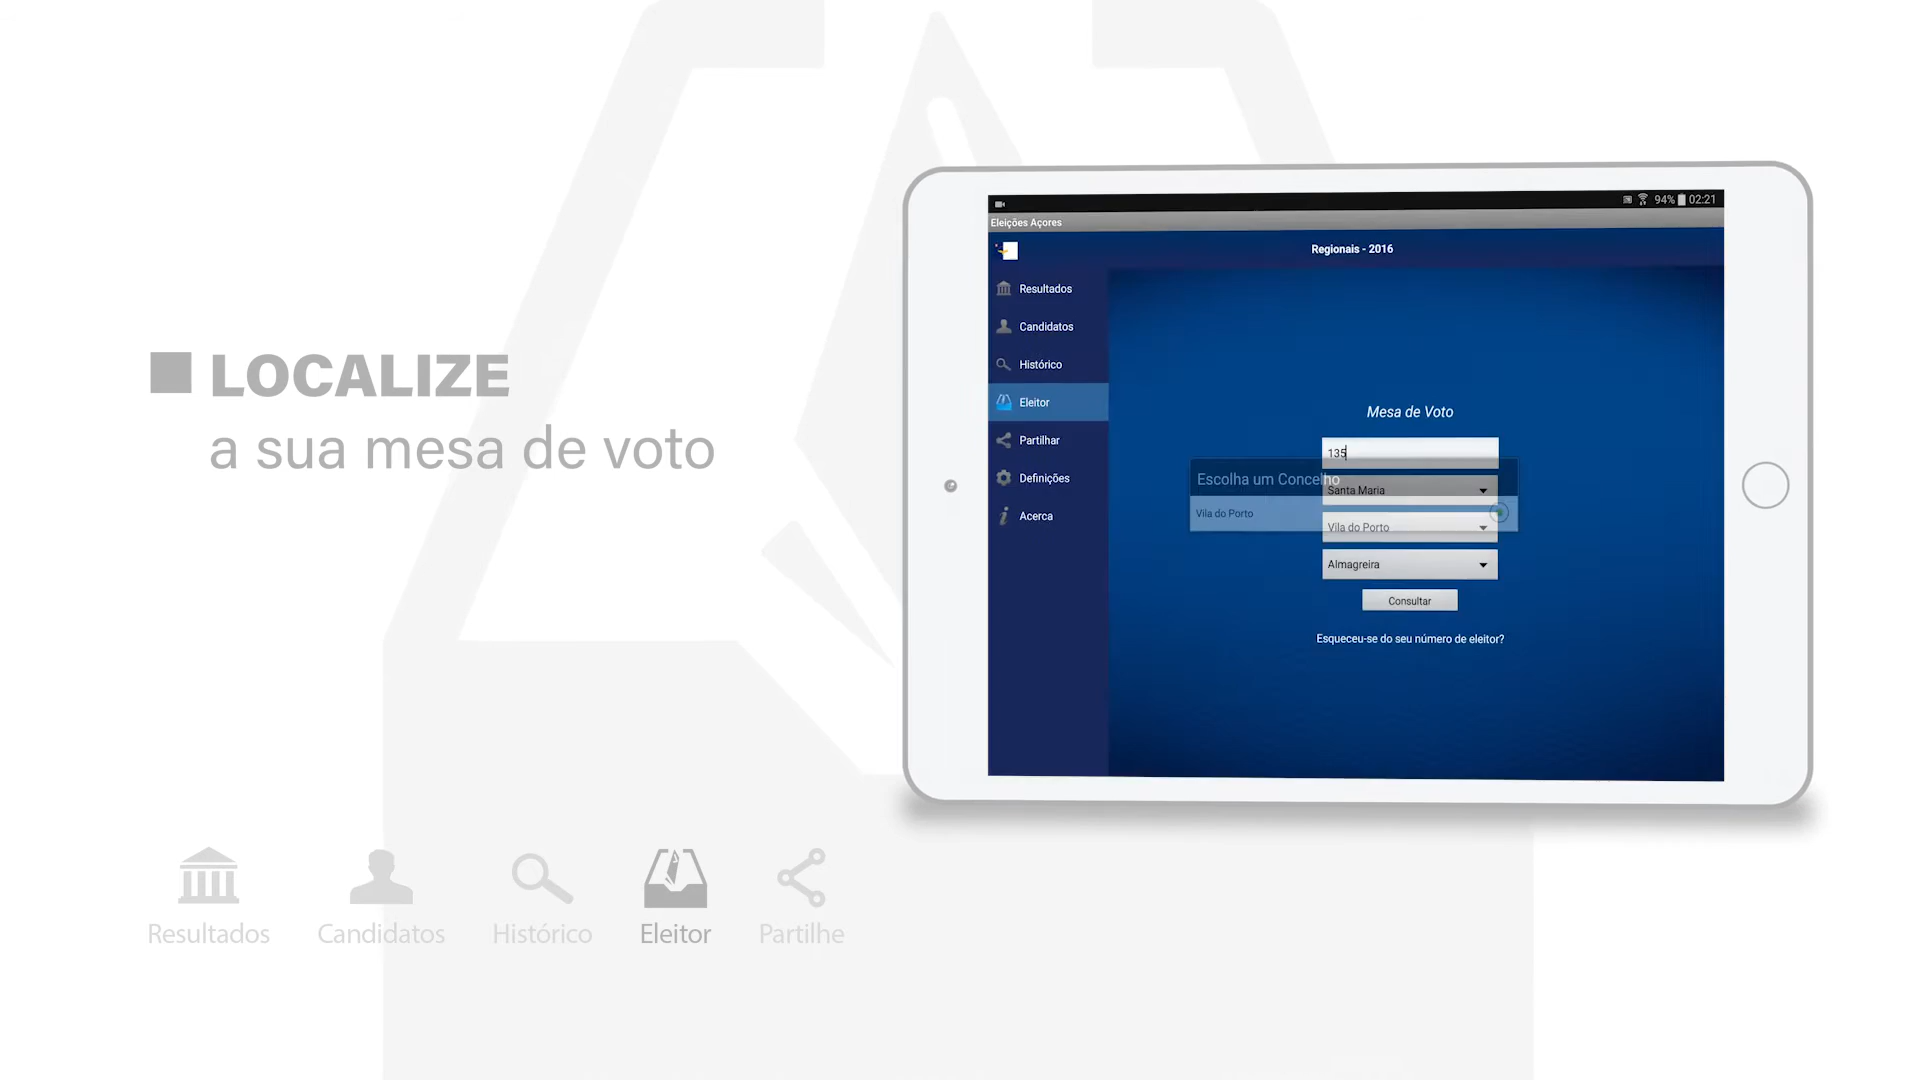 LOCALIZE
a sua mesa de voto
94% 02:21
Eleições Açores
Regionais - 2016
Resultados
Candidatos
Histórico
Eleitor
Partilhar
Definições
Acerca
Mesa de Voto
135
Escolha um Concelho
Santa Maria
Vila do Porto
Vila do Porto
Almagreira
Consultar
Esqueceu-se do seu número de eleitor?
Resultados
Candidatos
Histórico
Eleitor
Partilhe